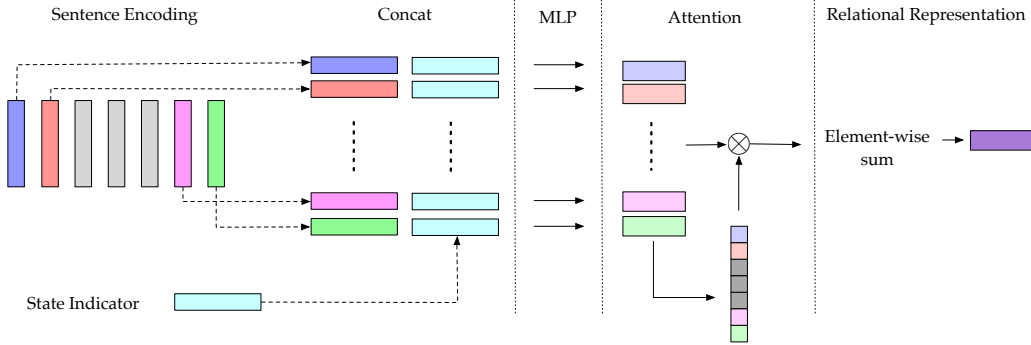 Sentence Encoding
Concat
MLP
Attention
Relational Representation
Element-wise
sum
State Indicator